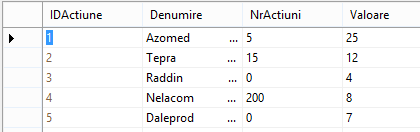 IDActiune Denumire NrActiuni Valoare
1 Azomed ... 5 25
2 Tepra ... 15 12
3 Raddin ... 0 4
4 Nelacom ... 200 8
5 Daleprod ... 0 7